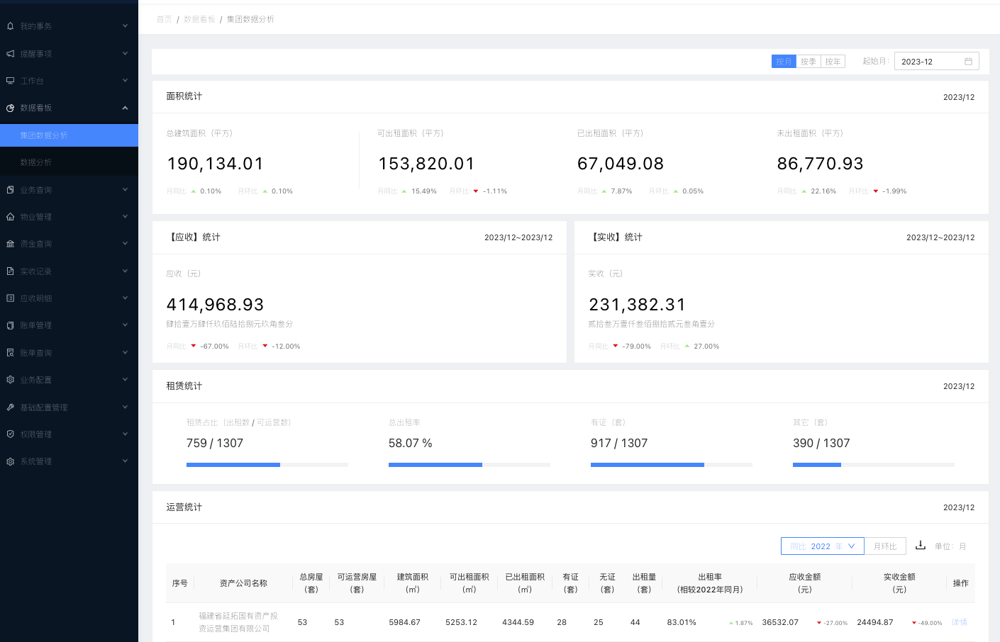 首页 / 数据看板 / 集团数据分析
我的事务
提醒事项
工作台
数据看板
集团数据分析
数据分析
业务查询
物业管理
资金查询
实收记录
应收明细
账单管理
账单查询
业务配置
基础配置管理
权限管理
系统管理
按月 按季 按年 起始月: 2023-12
面积统计 2023/12
总建筑面积（平方） 可出租面积（平方） 已出租面积（平方） 未出租面积（平方）
190,134.01 153,820.01 67,049.08 86,770.93
月同比 0.10% 月环比 0.10% 月同比 15.49% 月环比 -1.11% 月同比 7.87% 月环比 0.05% 月同比 22.16% 月环比 -1.99%
【应收】统计 2023/12~2023/12
应收（元）
414,968.93
肆拾壹万肆仟玖佰陆拾捌元玖角叁分
月同比 -67.00% 月环比 -12.00%
【实收】统计 2023/12~2023/12
实收（元）
231,382.31
贰拾叁万壹仟叁佰捌拾贰元叁角壹分
月同比 -79.00% 月环比 27.00%
租赁统计 2023/12
租赁占比（出租数 / 可运营数） 总出租率 有证（套） 其它（套）
759 / 1307 58.07 % 917 / 1307 390 / 1307
运营统计 2023/12
同比 2022 年 月环比 单位: 月
序号 资产公司名称 总房屋（套） 可运营房屋（套） 建筑面积（㎡） 可出租面积（㎡） 已出租面积（㎡） 有证（套） 无证（套） 出租量（套） 出租率（相较2022年同月） 应收金额（元） 实收金额（元） 操作
1 福建省延拓国有资产投资运营集团有限公司 53 53 5984.67 5253.12 4344.59 28 25 44 83.01% 1.87% 36532.07 -27.00% 24494.87 -49.00% 详情